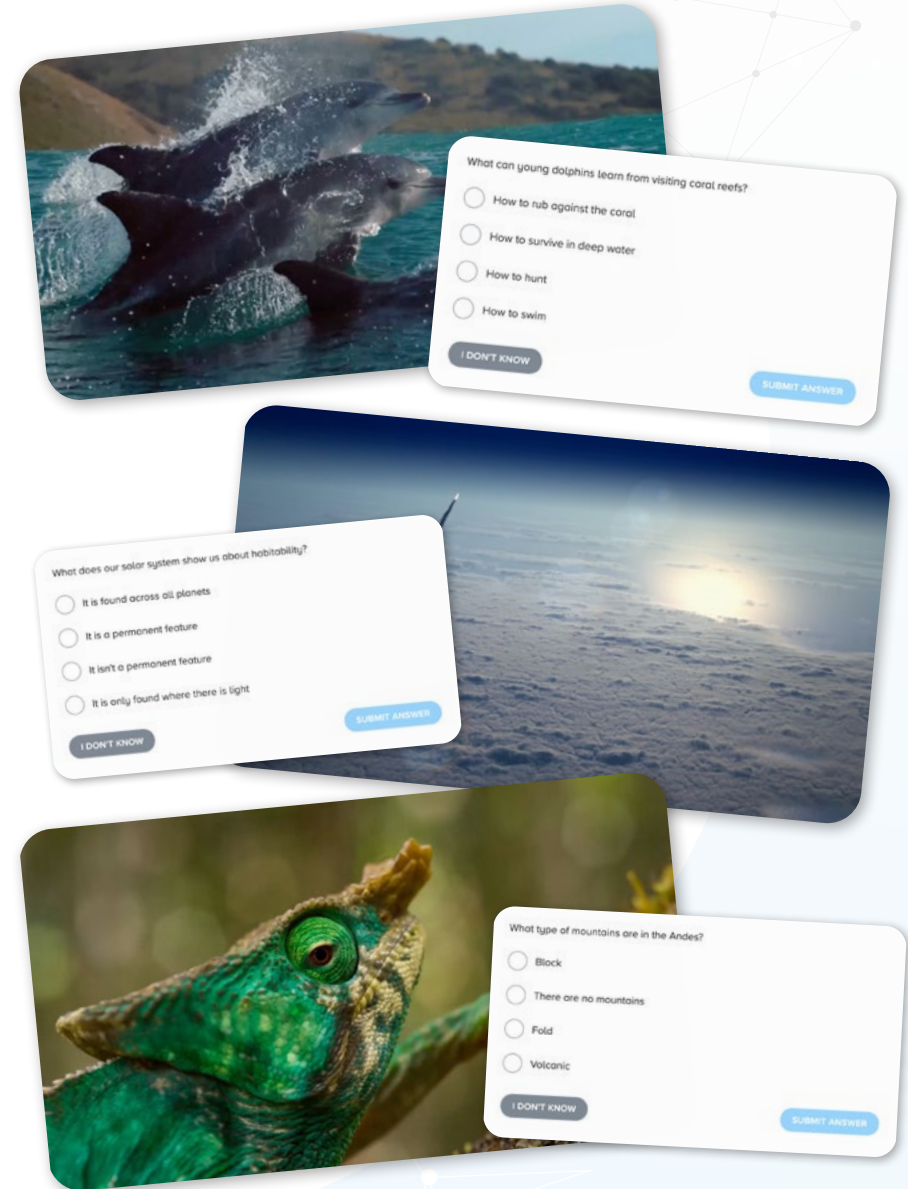 What can young dolphins learn from visiting coral reefs?
How to rub against the coral
How to survive in deep water
How to hunt
How to swim
I DON'T KNOW
SUBMIT ANSWER
What does our solar system show us about habitability?
It is found across all planets
It is a permanent feature
It isn't a permanent feature
It is only found where there is light
I DON'T KNOW
SUBMIT ANSWER
What type of mountains are in the Andes?
Block
There are no mountains
Fold
Volcanic
I DON'T KNOW
SUBMIT ANSWER